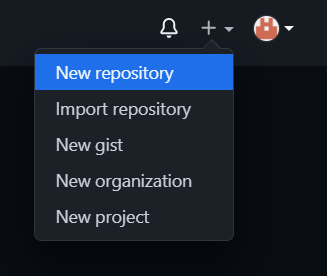 New repository
Import repository
New gist
New organization
New project